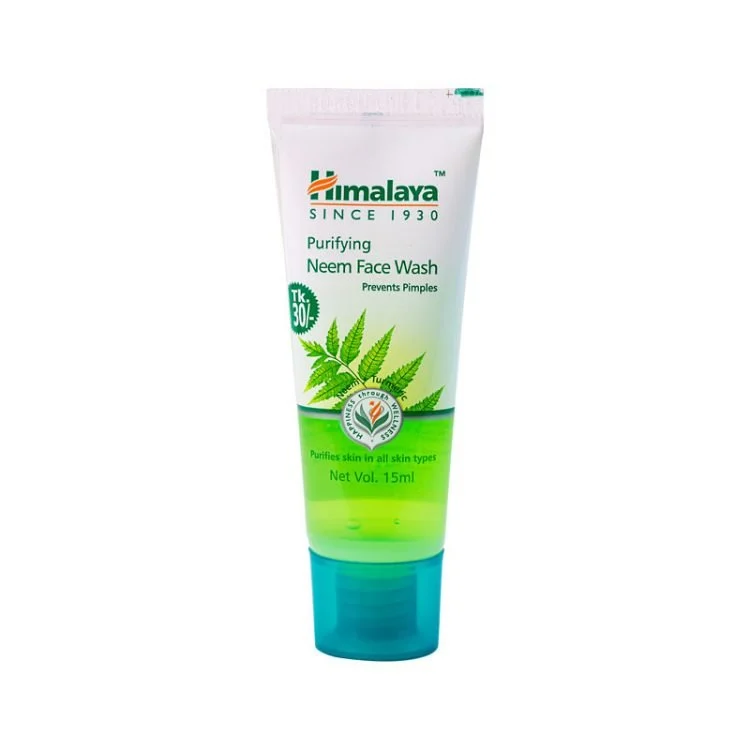 Himalaya™
SINCE 1930
Purifying
Neem Face Wash
Prevents Pimples
Tk.
30/-
Neem + Turmeric
HAPPINESS through WELLNESS
Purifies skin in all skin types
Net Vol. 15ml